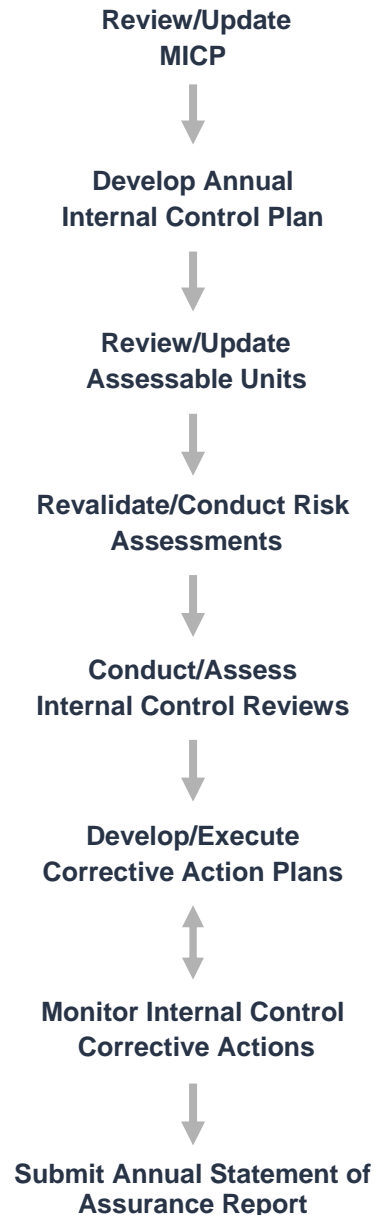 Review/Update
MICP
Develop Annual
Internal Control Plan
Review/Update
Assessable Units
Revalidate/Conduct Risk
Assessments
Conduct/Assess
Internal Control Reviews
Develop/Execute
Corrective Action Plans
Monitor Internal Control
Corrective Actions
Submit Annual Statement of
Assurance Report